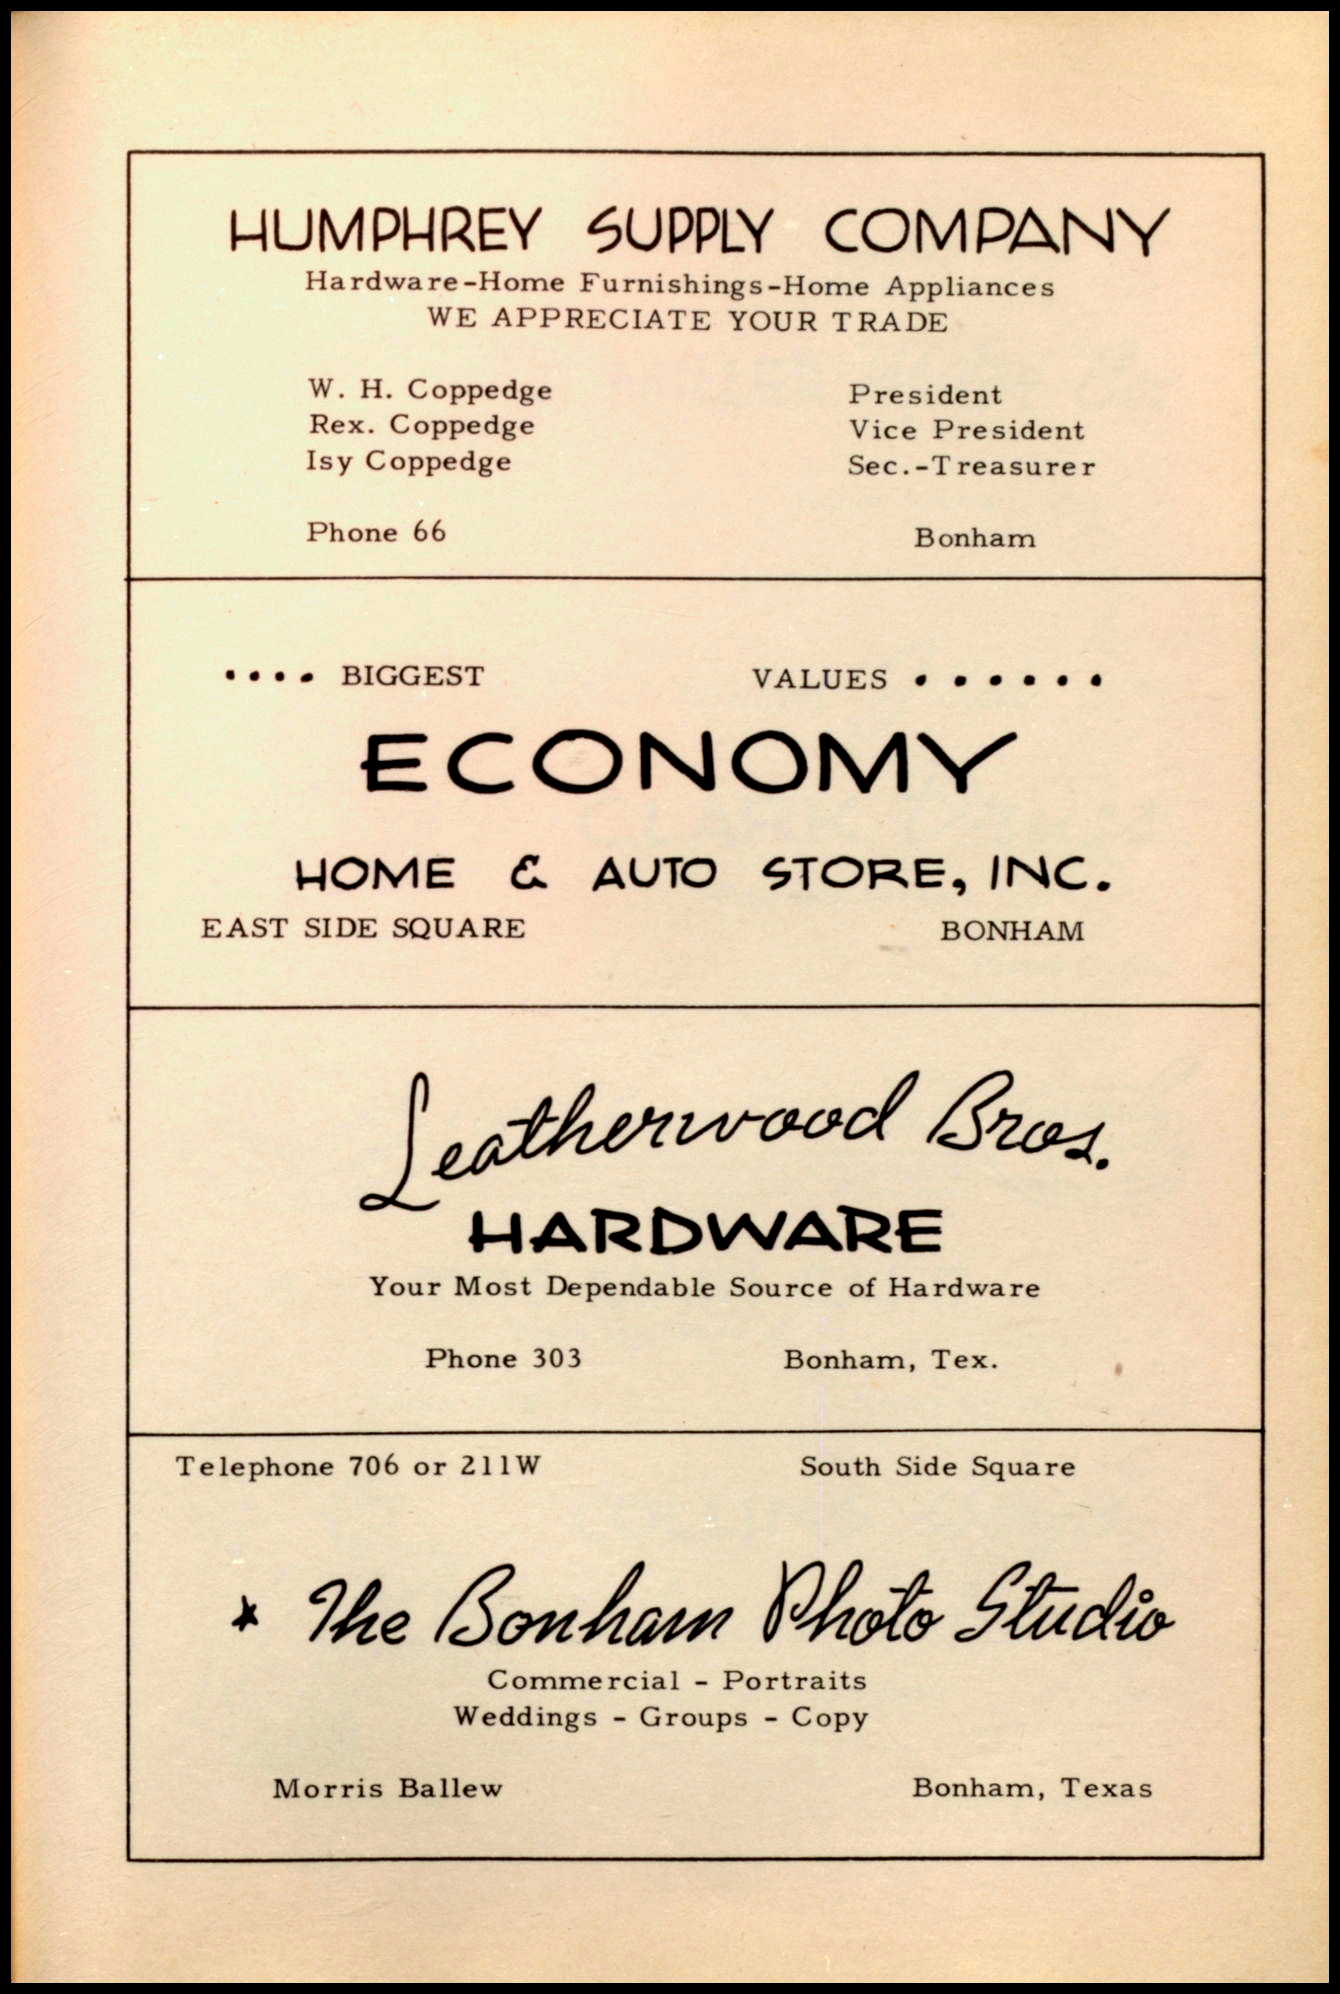 HUMPHREY SUPPLY COMPANY
Hardware-Home Furnishings-Home Appliances
WE APPRECIATE YOUR TRADE
W. H. Coppedge President
Rex. Coppedge Vice President
Isy Coppedge Sec.-Treasurer
Phone 66 Bonham
.... BIGGEST VALUES ......
ECONOMY
HOME & AUTO STORE, INC.
EAST SIDE SQUARE BONHAM
Leatherwood Bros.
HARDWARE
Your Most Dependable Source of Hardware
Phone 303 Bonham, Tex.
Telephone 706 or 211W South Side Square
* The Bonham Photo Studio
Commercial - Portraits
Weddings - Groups - Copy
Morris Ballew Bonham, Texas